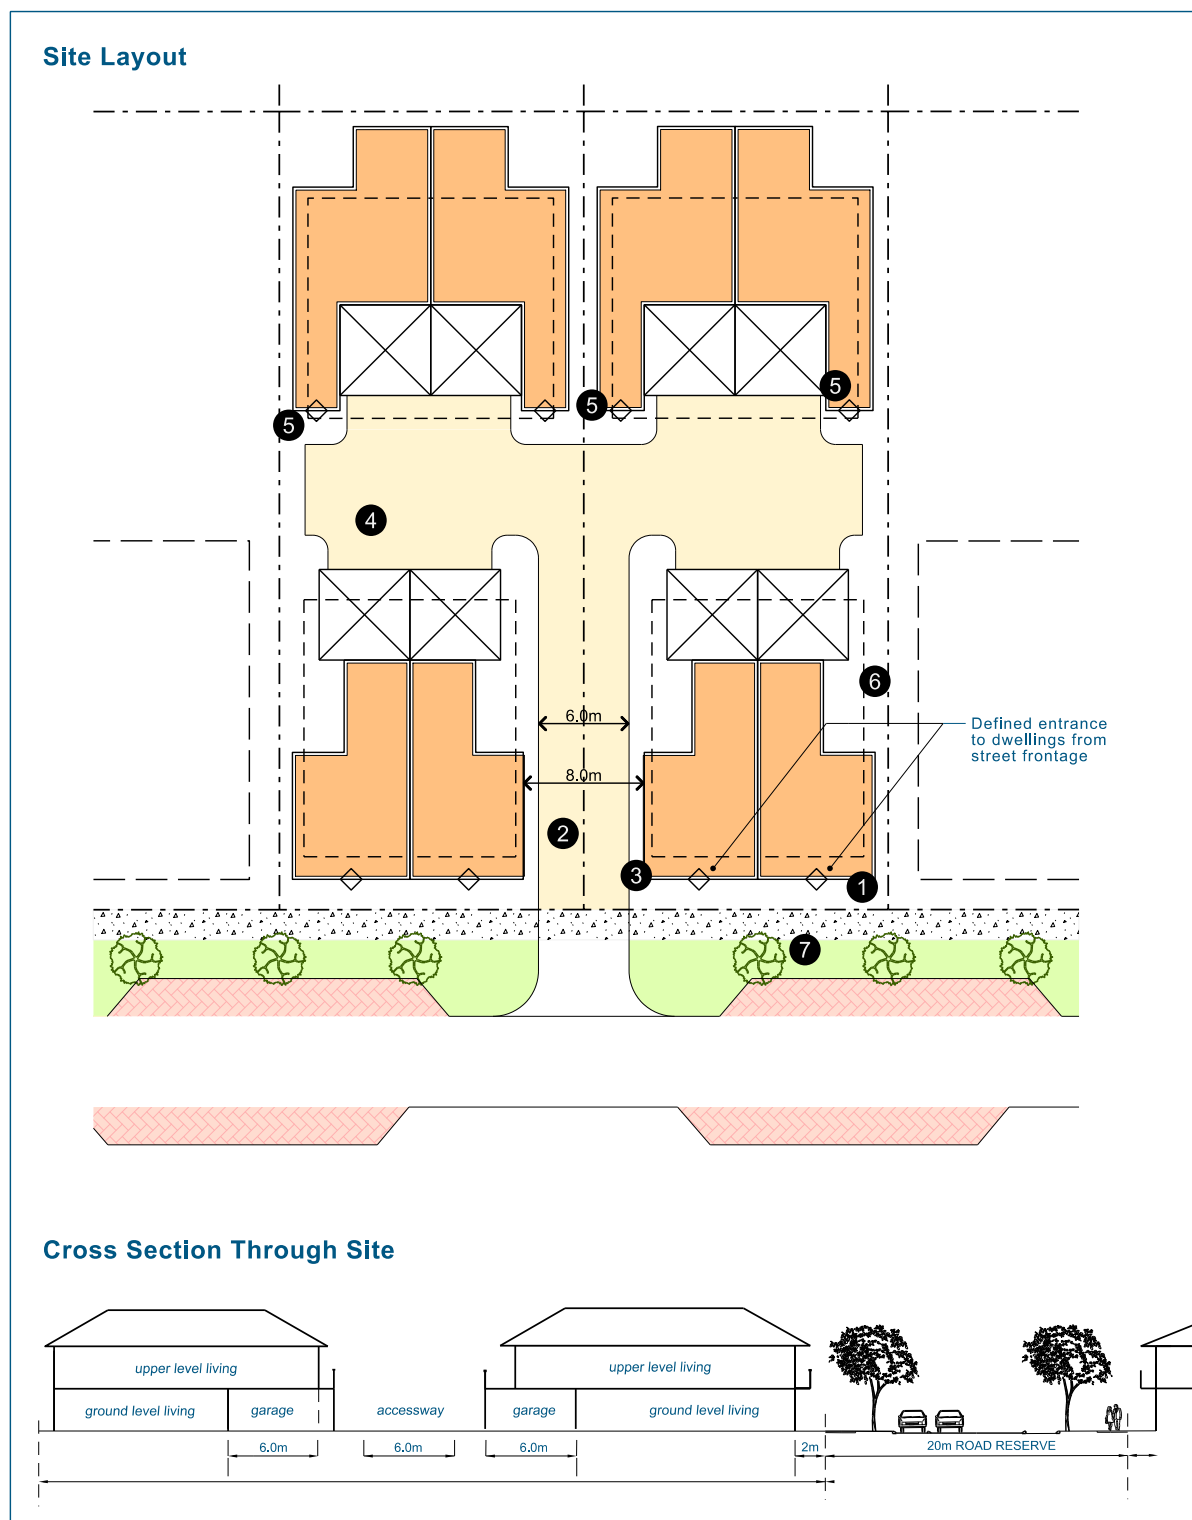 Site Layout
5
5
5
4
6
6.0m
Defined entrance
to dwellings from
street frontage
8.0m
2
3
1
7
Cross Section Through Site
upper level living
upper level living
ground level living
garage
accessway
garage
ground level living
6.0m
6.0m
6.0m
2m
20m ROAD RESERVE